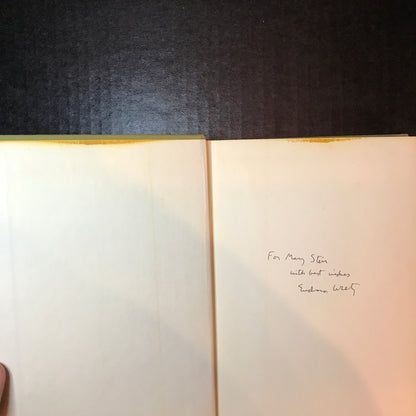 For Mary Stein
with best wishes
Eudora Welty